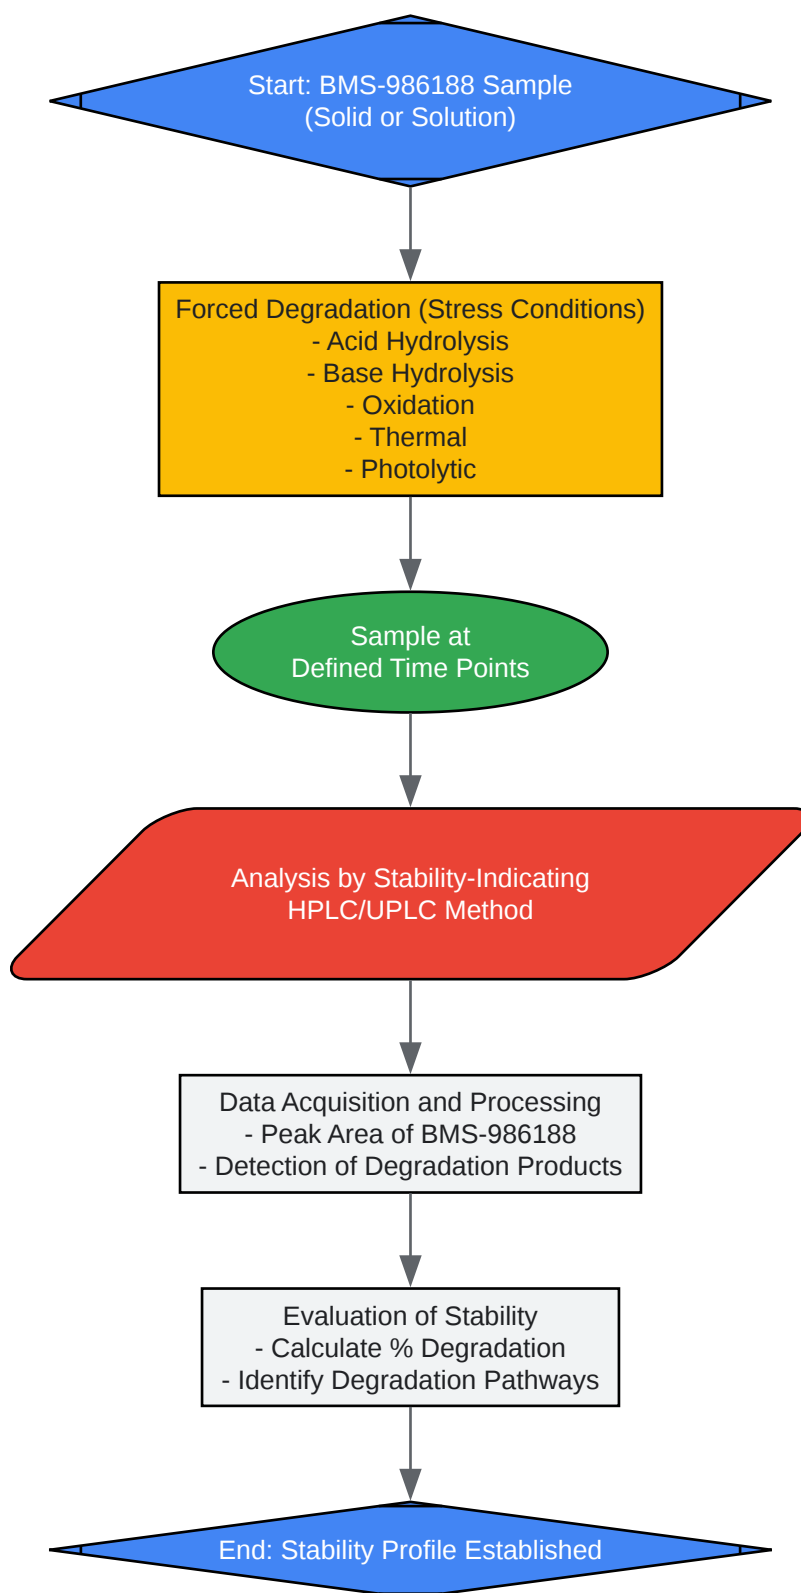 Start: BMS-986188 Sample
(Solid or Solution)
Forced Degradation (Stress Conditions)
- Acid Hydrolysis
- Base Hydrolysis
- Oxidation
- Thermal
- Photolytic
Sample at
Defined Time Points
Analysis by Stability-Indicating
HPLC/UPLC Method
Data Acquisition and Processing
- Peak Area of BMS-986188
- Detection of Degradation Products
Evaluation of Stability
- Calculate % Degradation
- Identify Degradation Pathways
End: Stability Profile Established